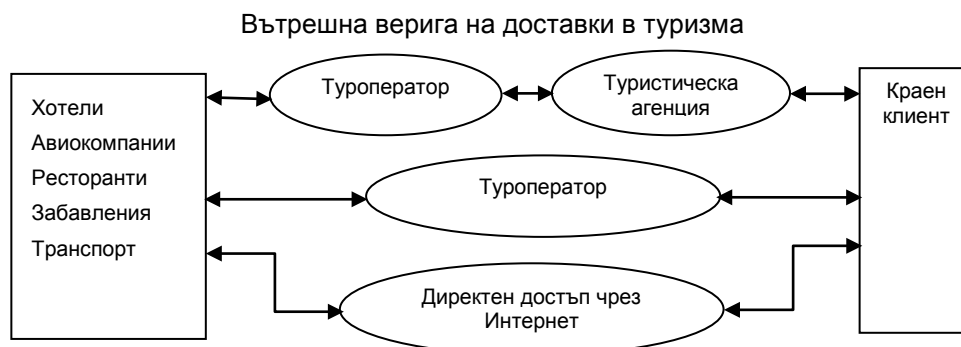 Вътрешна верига на доставки в туризма
Хотели
Авиокомпании
Ресторанти
Забавления
Транспорт
Туроператор
Туристическа
агенция
Туроператор
Директен достъп чрез
Интернет
Краен
клиент